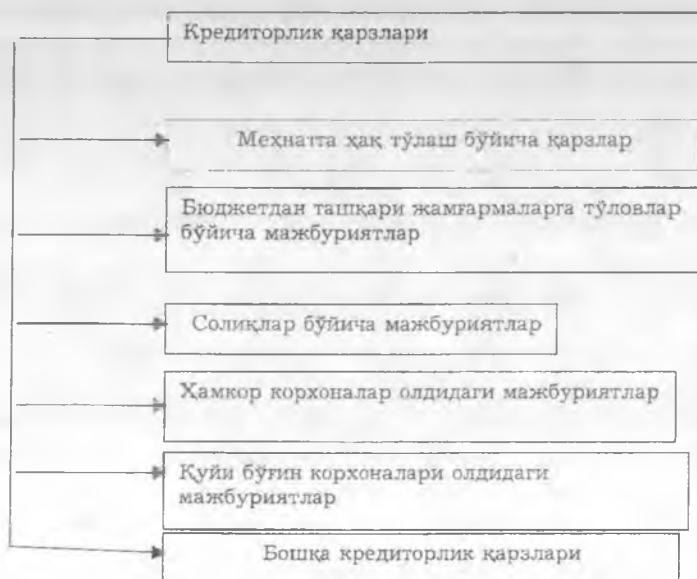 Кредиторлик қарзлари
Меҳнатга ҳақ тўлаш бўйича қарзлар
Бюджетдан ташқари жамғармаларга тўловлар
бўйича мажбуриятлар
Солиқлар бўйича мажбуриятлар
Ҳамкор корхоналар олдидаги мажбуриятлар
Қуйи бўғин корхоналари олдидаги
мажбуриятлар
Бошқа кредиторлик қарзлари